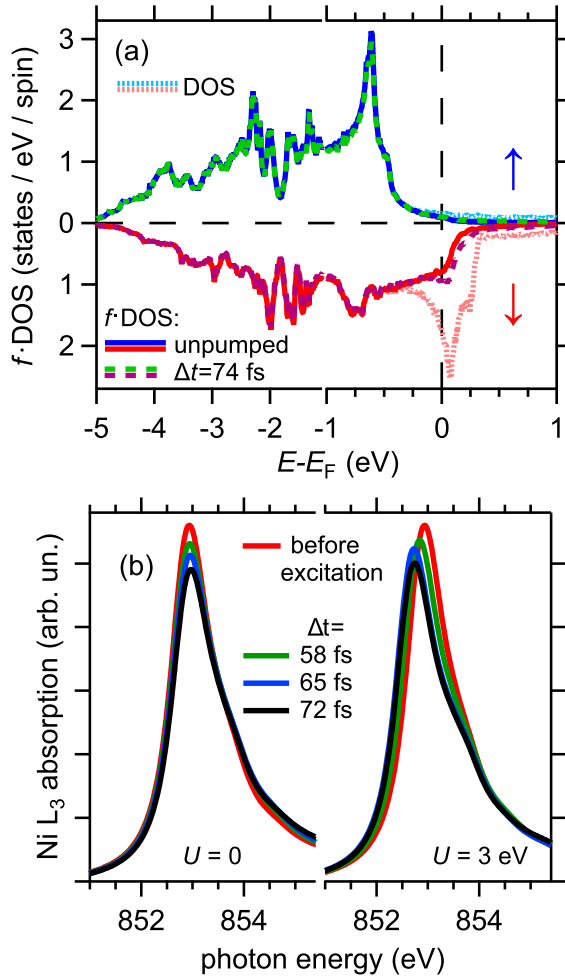 (a)
DOS
f·DOS (states / eV / spin)
3
2
1
0
1
2
↑
↓
f·DOS:
unpumped
Δt=74 fs
-5 -4 -3 -2 -1 0 1
E-E_F (eV)
(b)
before
excitation
Δt=
58 fs
65 fs
72 fs
Ni L₃ absorption (arb. un.)
U = 0
U = 3 eV
852 854 852 854
photon energy (eV)